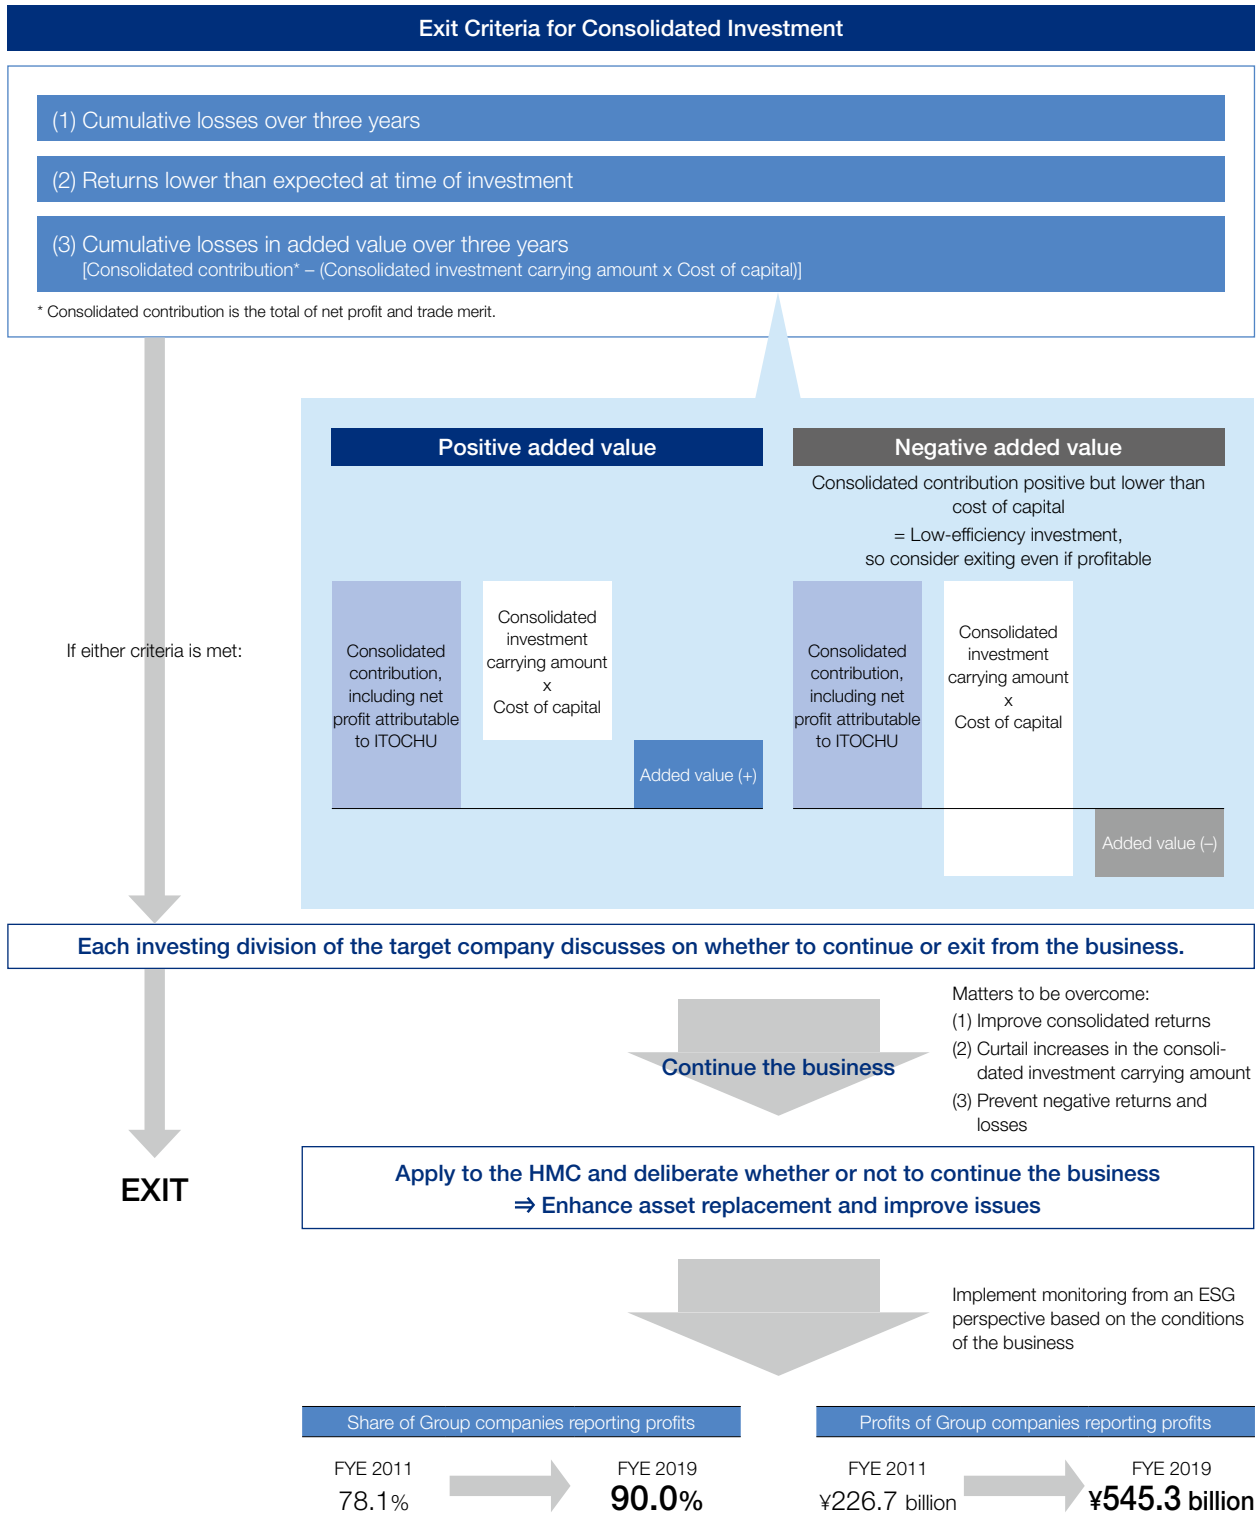 Exit Criteria for Consolidated Investment
(1) Cumulative losses over three years
(2) Returns lower than expected at time of investment
(3) Cumulative losses in added value over three years
[Consolidated contribution* – (Consolidated investment carrying amount x Cost of capital)]
* Consolidated contribution is the total of net profit and trade merit.
Positive added value
Negative added value
Consolidated contribution positive but lower than
cost of capital
= Low-efficiency investment,
so consider exiting even if profitable
If either criteria is met:
Consolidated
contribution,
including net
profit attributable
to ITOCHU
Consolidated
investment
carrying amount
x
Cost of capital
Added value (+)
Consolidated
contribution,
including net
profit attributable
to ITOCHU
Consolidated
investment
carrying amount
x
Cost of capital
Added value (–)
Each investing division of the target company discusses on whether to continue or exit from the business.
Continue the business
Matters to be overcome:
(1) Improve consolidated returns
(2) Curtail increases in the consoli-
dated investment carrying amount
(3) Prevent negative returns and
losses
EXIT
Apply to the HMC and deliberate whether or not to continue the business
⇒ Enhance asset replacement and improve issues
Implement monitoring from an ESG
perspective based on the conditions
of the business
Share of Group companies reporting profits
FYE 2011
78.1%
FYE 2019
90.0%
Profits of Group companies reporting profits
FYE 2011
¥226.7 billion
FYE 2019
¥545.3 billion